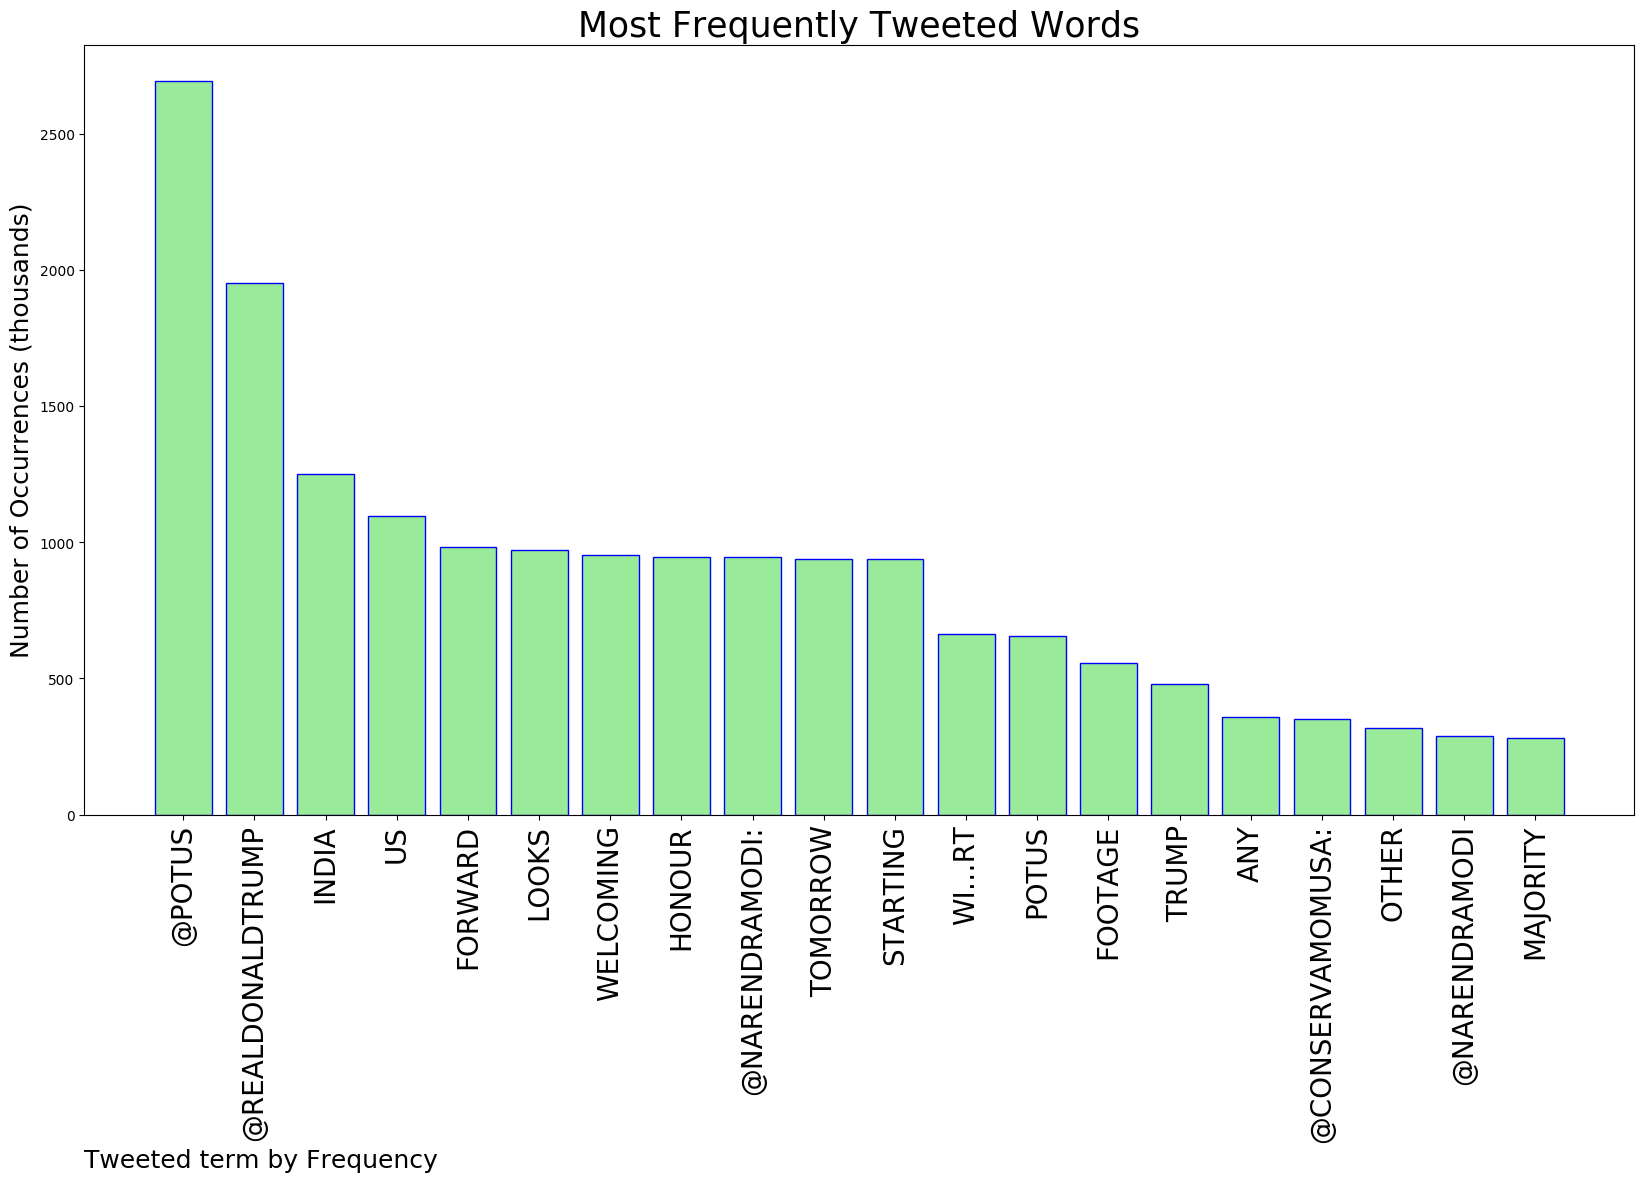 Most Frequently Tweeted Words
Number of Occurrences (thousands)
2500
2000
1500
1000
500
0
@POTUS
@REALDONALDTRUMP
INDIA
US
FORWARD
LOOKS
WELCOMING
HONOUR
@NARENDRAMODI:
TOMORROW
STARTING
WI…RT
POTUS
FOOTAGE
TRUMP
ANY
@CONSERVAMOMUSA:
OTHER
@NARENDRAMODI
MAJORITY
Tweeted term by Frequency